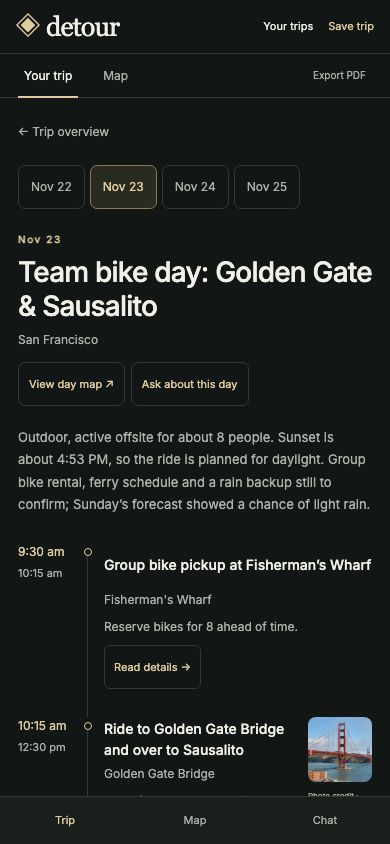 detour
Your trips
Save trip
Your trip
Map
Export PDF
← Trip overview
Nov 22
Nov 23
Nov 24
Nov 25
Nov 23
Team bike day: Golden Gate
& Sausalito
San Francisco
View day map ↗
Ask about this day
Outdoor, active offsite for about 8 people. Sunset is
about 4:53 PM, so the ride is planned for daylight. Group
bike rental, ferry schedule and a rain backup still to
confirm; Sunday's forecast showed a chance of light rain.
9:30 am
10:15 am
Group bike pickup at Fisherman's Wharf
Fisherman's Wharf
Reserve bikes for 8 ahead of time.
Read details →
10:15 am
12:30 pm
Ride to Golden Gate Bridge
and over to Sausalito
Golden Gate Bridge
Photo credit
Trip
Map
Chat